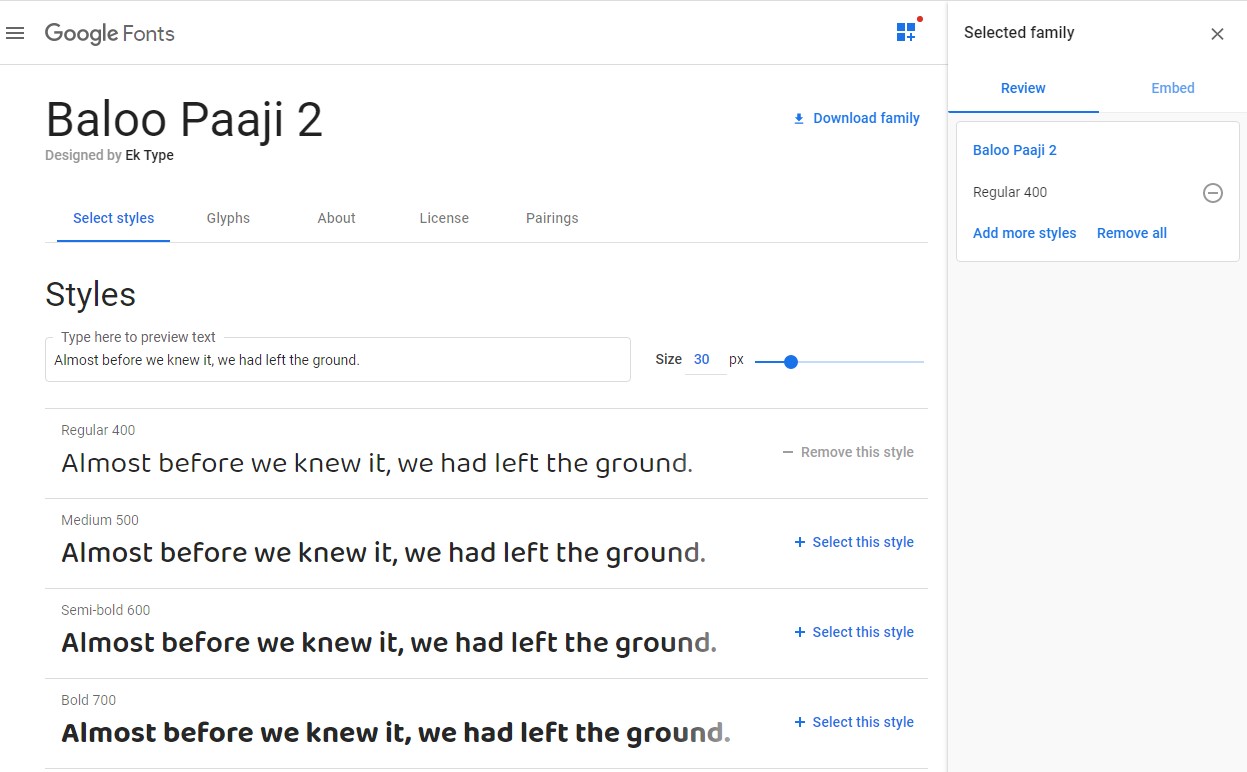 Google Fonts
Baloo Paaji 2
Download family
Designed by Ek Type
Select styles Glyphs About License Pairings
Styles
Type here to preview text
Almost before we knew it, we had left the ground.
Size 30 px
Regular 400
Almost before we knew it, we had left the ground.
Remove this style
Medium 500
Almost before we knew it, we had left the ground.
+ Select this style
Semi-bold 600
Almost before we knew it, we had left the ground.
+ Select this style
Bold 700
Almost before we knew it, we had left the ground.
+ Select this style
Selected family
Review Embed
Baloo Paaji 2
Regular 400
Add more styles Remove all